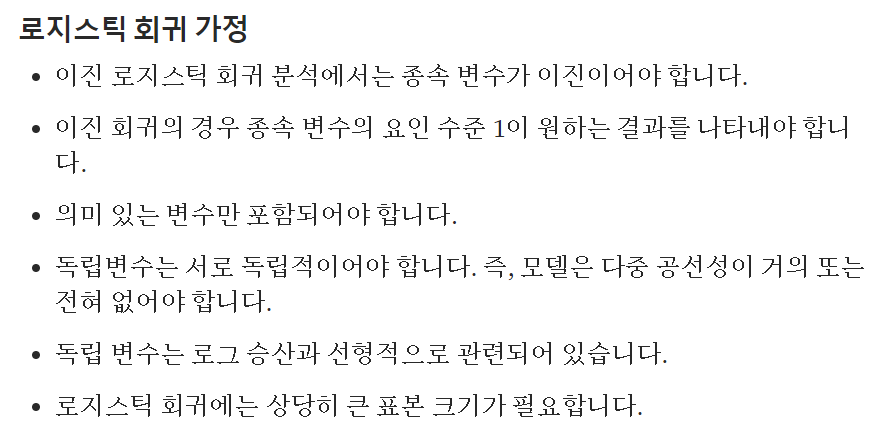 로지스틱 회귀 가정
• 이진 로지스틱 회귀 분석에서는 종속 변수가 이진이어야 합니다.
• 이진 회귀의 경우 종속 변수의 요인 수준 1이 원하는 결과를 나타내야 합니
다.
• 의미 있는 변수만 포함되어야 합니다.
• 독립변수는 서로 독립적이어야 합니다. 즉, 모델은 다중 공선성이 거의 또는
전혀 없어야 합니다.
• 독립 변수는 로그 승산과 선형적으로 관련되어 있습니다.
• 로지스틱 회귀에는 상당히 큰 표본 크기가 필요합니다.